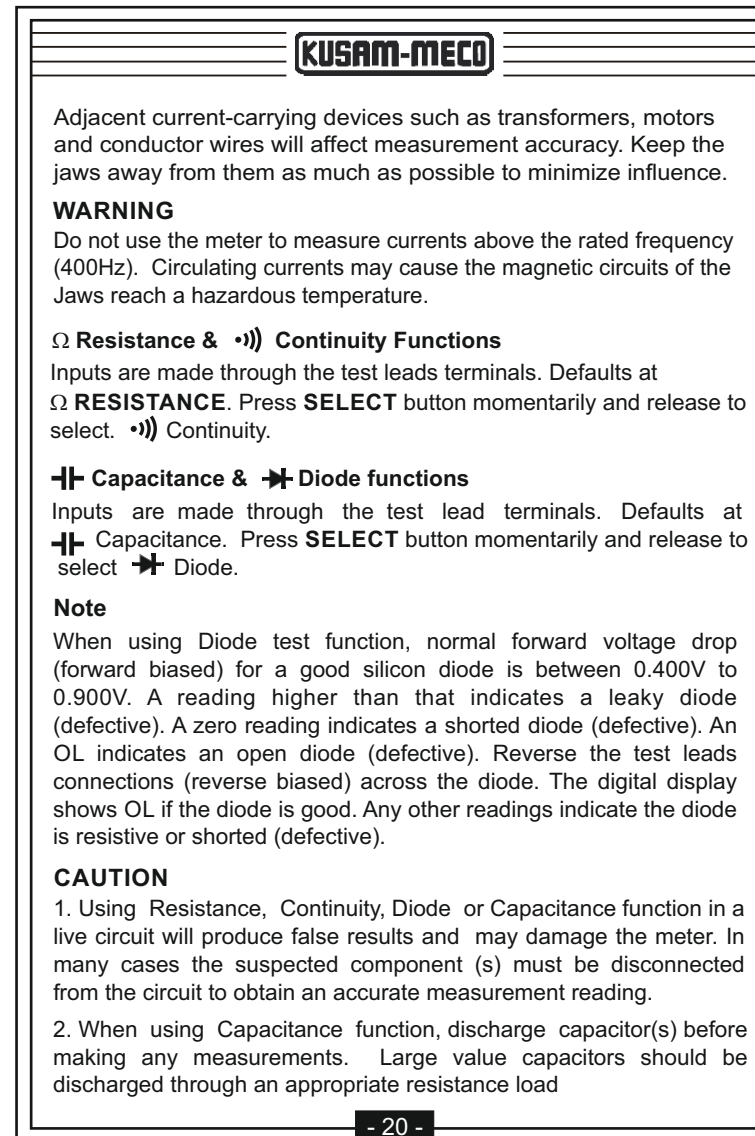 KUSAM-MECO
Adjacent current-carrying devices such as transformers, motors
and conductor wires will affect measurement accuracy. Keep the
jaws away from them as much as possible to minimize influence.
WARNING
Do not use the meter to measure currents above the rated frequency
(400Hz). Circulating currents may cause the magnetic circuits of the
Jaws reach a hazardous temperature.
Ω Resistance & •))) Continuity Functions
Inputs are made through the test leads terminals. Defaults at
Ω RESISTANCE. Press SELECT button momentarily and release to
select. •))) Continuity.
Capacitance & Diode functions
Inputs are made through the test lead terminals. Defaults at
Capacitance. Press SELECT button momentarily and release to
select Diode.
Note
When using Diode test function, normal forward voltage drop
(forward biased) for a good silicon diode is between 0.400V to
0.900V. A reading higher than that indicates a leaky diode
(defective). A zero reading indicates a shorted diode (defective). An
OL indicates an open diode (defective). Reverse the test leads
connections (reverse biased) across the diode. The digital display
shows OL if the diode is good. Any other readings indicate the diode
is resistive or shorted (defective).
CAUTION
1. Using Resistance, Continuity, Diode or Capacitance function in a
live circuit will produce false results and may damage the meter. In
many cases the suspected component (s) must be disconnected
from the circuit to obtain an accurate measurement reading.
2. When using Capacitance function, discharge capacitor(s) before
making any measurements. Large value capacitors should be
discharged through an appropriate resistance load
- 20 -